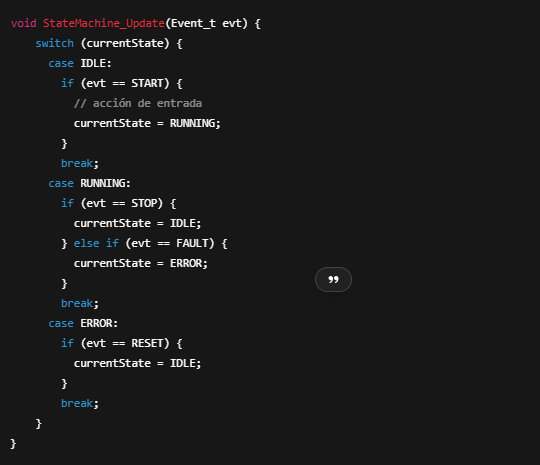 void StateMachine_Update(Event_t evt) {
    switch (currentState) {
      case IDLE:
        if (evt == START) {
          // acción de entrada
          currentState = RUNNING;
        }
        break;
      case RUNNING:
        if (evt == STOP) {
          currentState = IDLE;
        } else if (evt == FAULT) {
          currentState = ERROR;
        }
        break;
      case ERROR:
        if (evt == RESET) {
          currentState = IDLE;
        }
        break;
    }
}